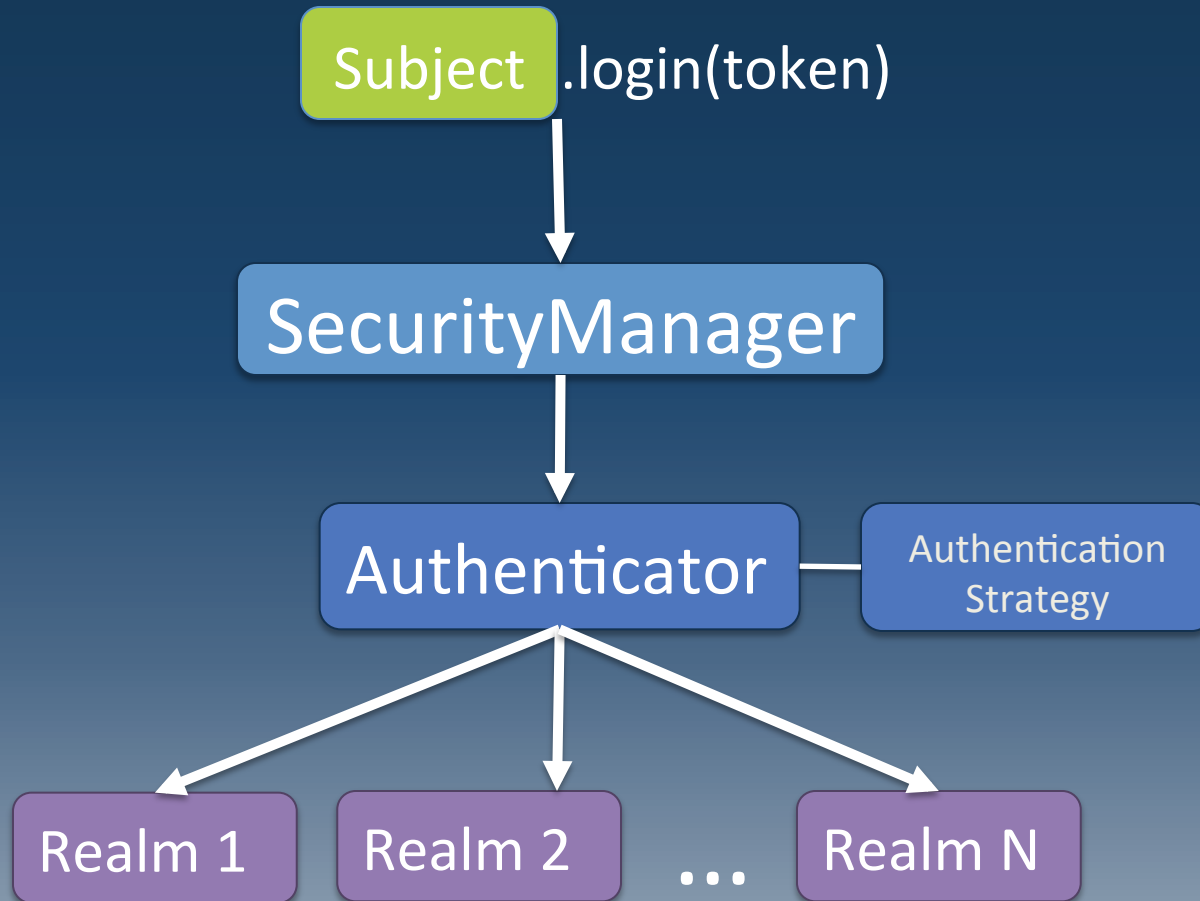 Subject .login(token)
SecurityManager
Authenticator
Authentication
Strategy
Realm 1
Realm 2
...
Realm N